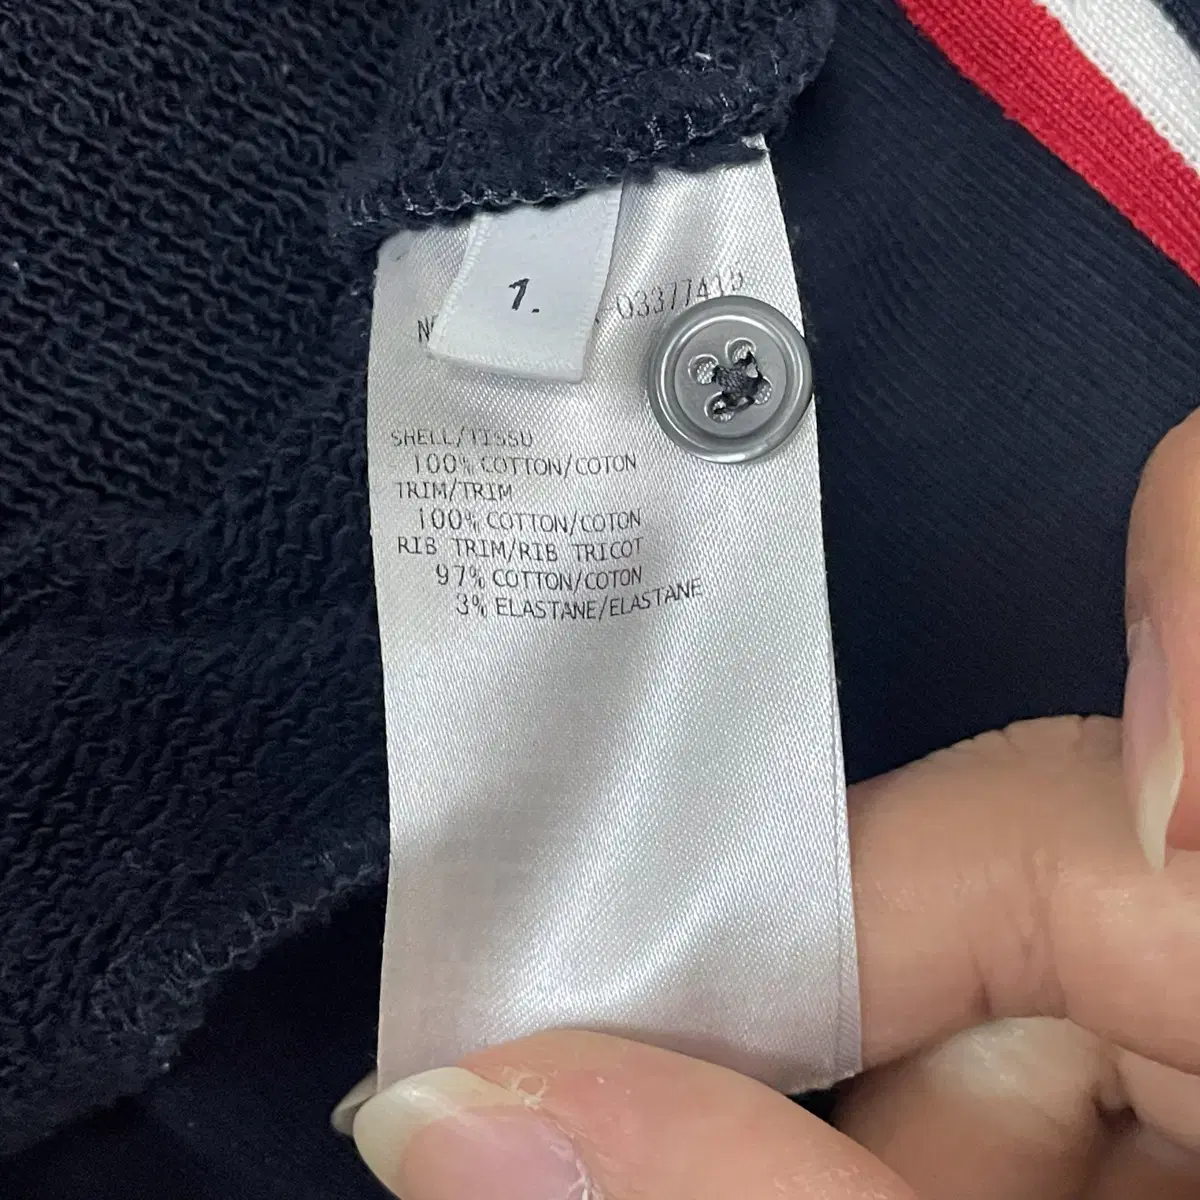 1.
03377410
SHELL/TISSU
100% COTTON/COTON
TRIM/TRIM
100% COTTON/COTON
RIB TRIM/RIB TRICOT
97% COTTON/COTON
3% ELASTANE/ELASTANE